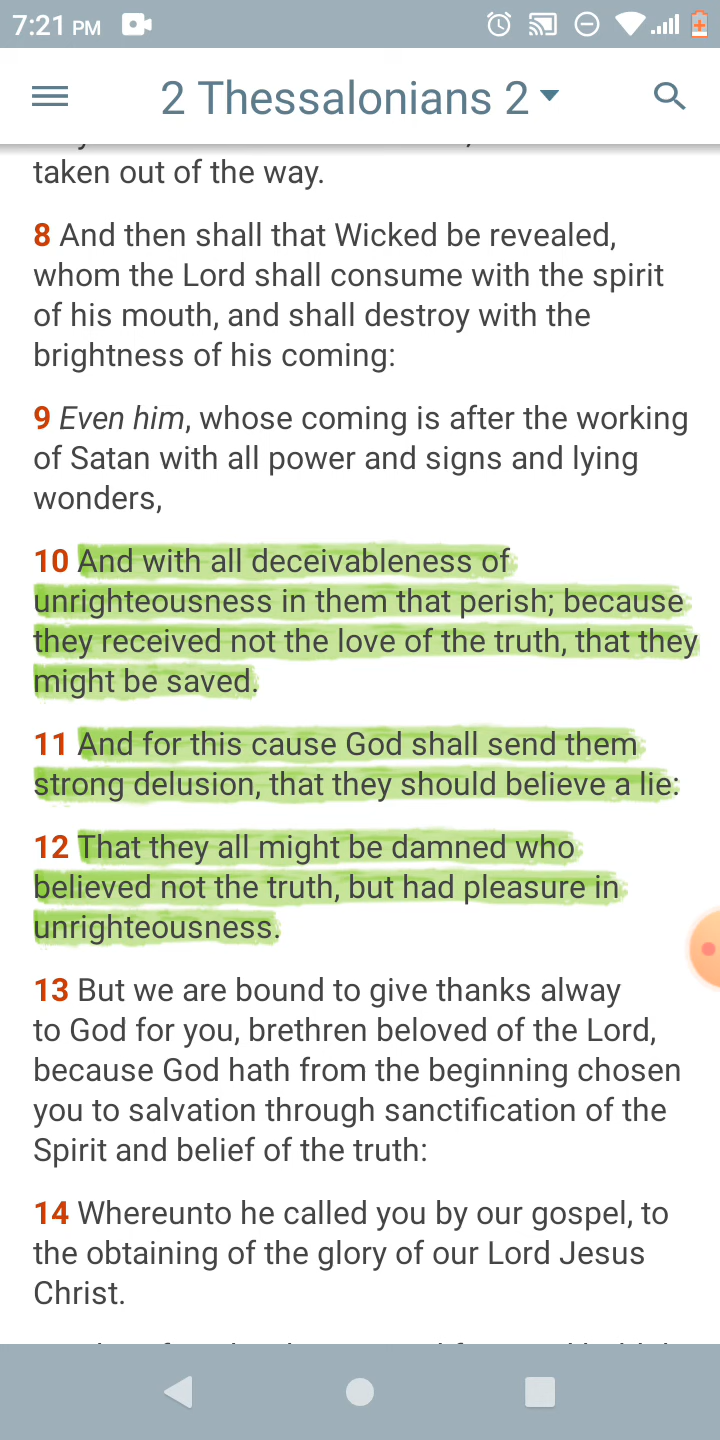 7:21 PM
2 Thessalonians 2
taken out of the way.
8 And then shall that Wicked be revealed,
whom the Lord shall consume with the spirit
of his mouth, and shall destroy with the
brightness of his coming:
9 Even him, whose coming is after the working
of Satan with all power and signs and lying
wonders,
10 And with all deceivableness of
unrighteousness in them that perish; because
they received not the love of the truth, that they
might be saved.
11 And for this cause God shall send them
strong delusion, that they should believe a lie:
12 That they all might be damned who
believed not the truth, but had pleasure in
unrighteousness.
13 But we are bound to give thanks alway
to God for you, brethren beloved of the Lord,
because God hath from the beginning chosen
you to salvation through sanctification of the
Spirit and belief of the truth:
14 Whereunto he called you by our gospel, to
the obtaining of the glory of our Lord Jesus
Christ.